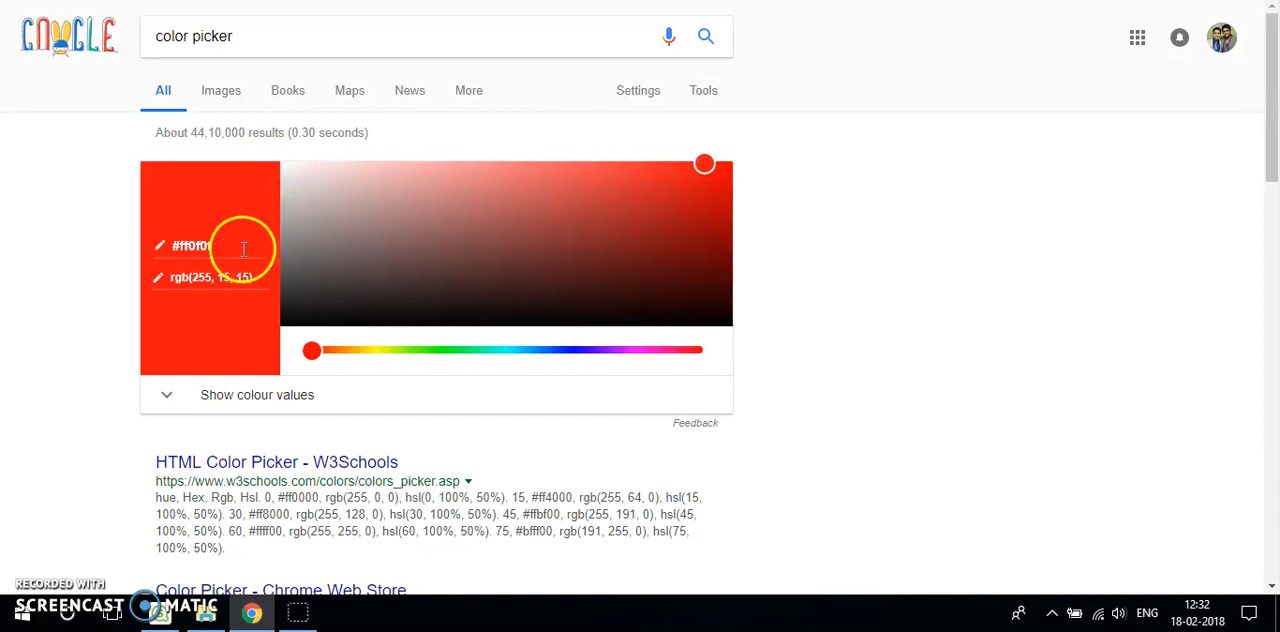 color picker
All Images Books Maps News More Settings Tools
About 44,10,000 results (0.30 seconds)
#ff0f0f
rgb(255, 15, 15)
Show colour values
Feedback
HTML Color Picker - W3Schools
https://www.w3schools.com/colors/colors_picker.asp
hue, Hex, Rgb, Hsl. 0, #ff0000, rgb(255, 0, 0), hsl(0, 100%, 50%). 15, #ff4000, rgb(255, 64, 0), hsl(15,
100%, 50%). 30, #ff8000, rgb(255, 128, 0), hsl(30, 100%, 50%). 45, #ffbf00, rgb(255, 191, 0), hsl(45,
100%, 50%). 60, #ffff00, rgb(255, 255, 0), hsl(60, 100%, 50%). 75, #bfff00, rgb(191, 255, 0), hsl(75,
100%, 50%).
Color Picker - Chrome Web Store
RECORDED WITH
SCREENCAST MATIC
ENG
12:32
18-02-2018